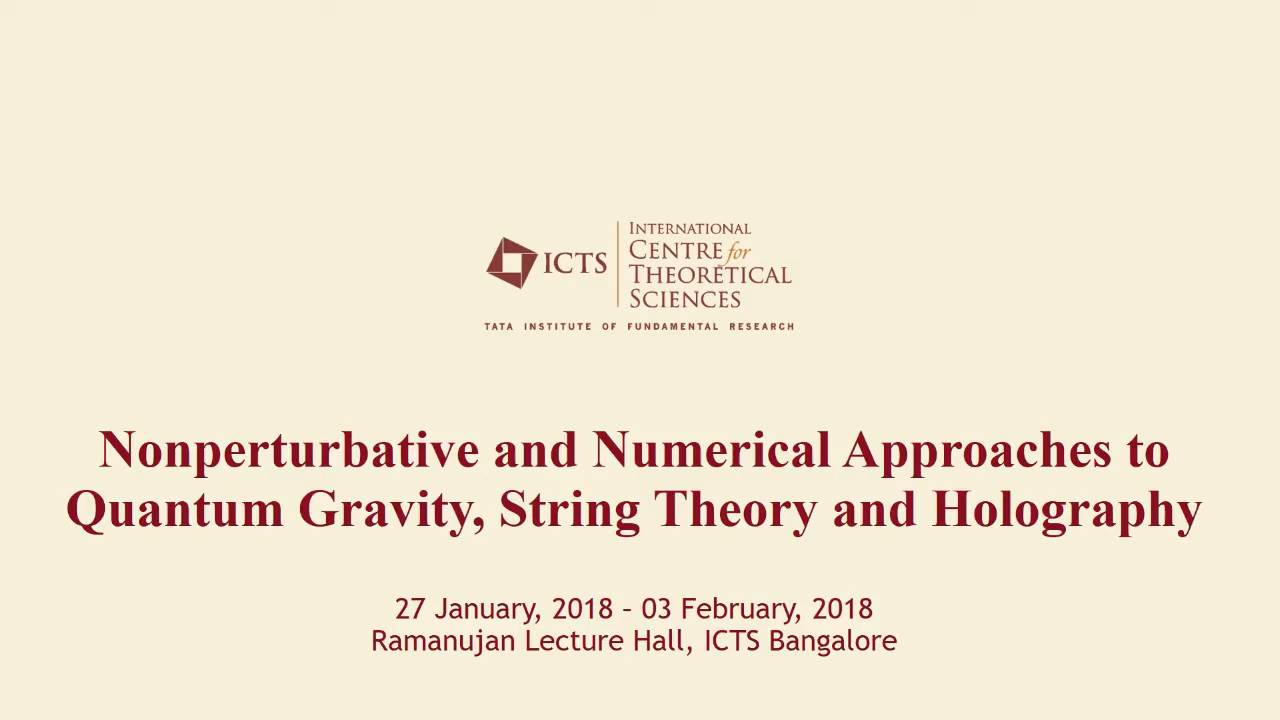 ICTS
INTERNATIONAL
CENTRE for
THEORETICAL
SCIENCES
TATA INSTITUTE OF FUNDAMENTAL RESEARCH
Nonperturbative and Numerical Approaches to
Quantum Gravity, String Theory and Holography
27 January, 2018 – 03 February, 2018
Ramanujan Lecture Hall, ICTS Bangalore